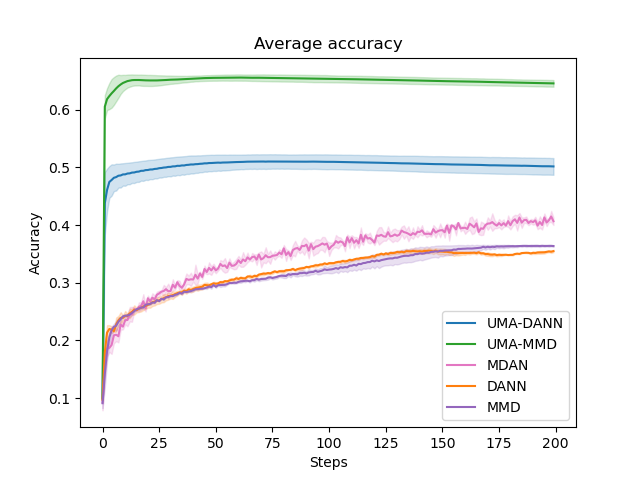 Average accuracy
Accuracy
0.6
0.5
0.4
0.3
0.2
0.1
0 25 50 75 100 125 150 175 200
Steps
UMA-DANN
UMA-MMD
MDAN
DANN
MMD